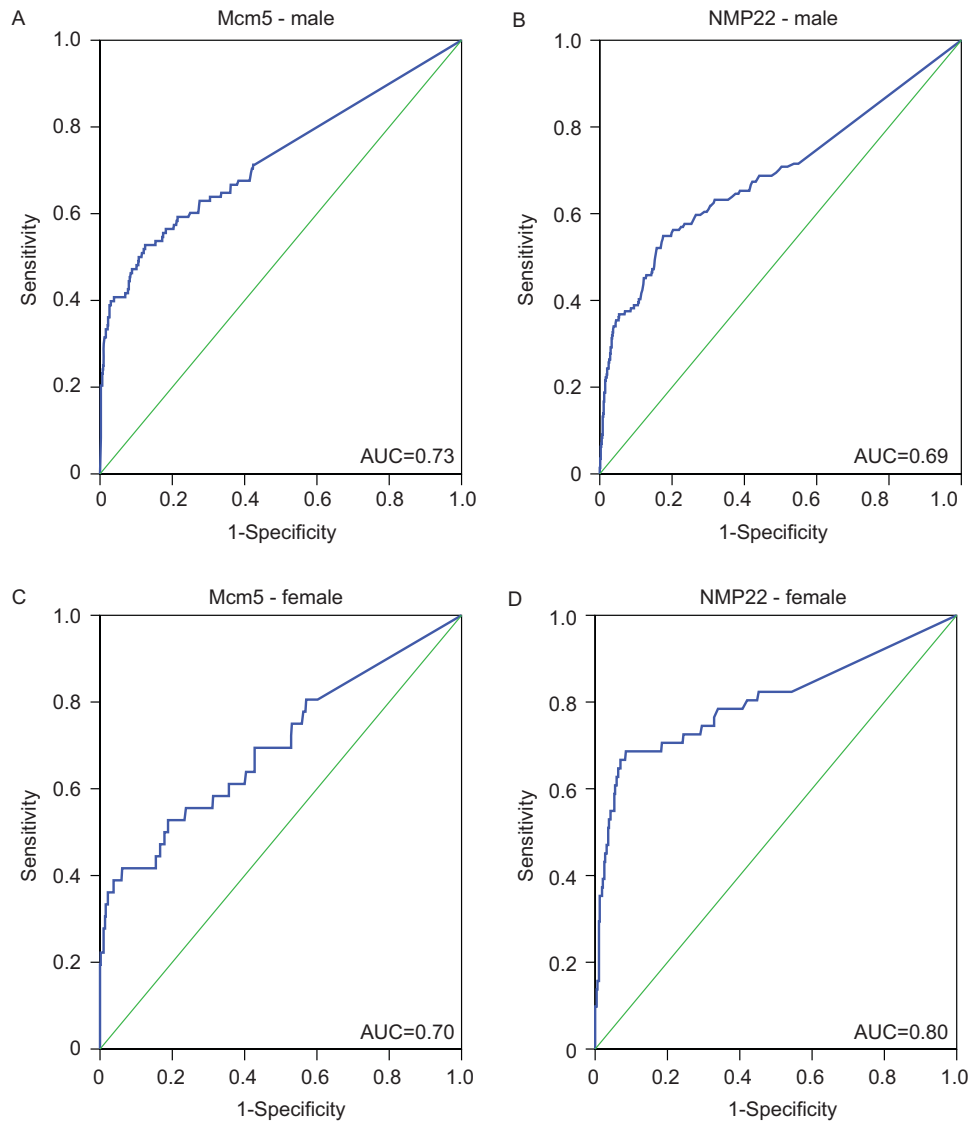 A
Mcm5 - male
1.0
0.8
0.6
0.4
0.2
0
Sensitivity
AUC=0.73
0 0.2 0.4 0.6 0.8 1.0
1-Specificity
B
NMP22 - male
1.0
0.8
0.6
0.4
0.2
0
Sensitivity
AUC=0.69
0 0.2 0.4 0.6 0.8 1.0
1-Specificity
C
Mcm5 - female
1.0
0.8
0.6
0.4
0.2
0
Sensitivity
AUC=0.70
0 0.2 0.4 0.6 0.8 1.0
1-Specificity
D
NMP22 - female
1.0
0.8
0.6
0.4
0.2
0
Sensitivity
AUC=0.80
0 0.2 0.4 0.6 0.8 1.0
1-Specificity